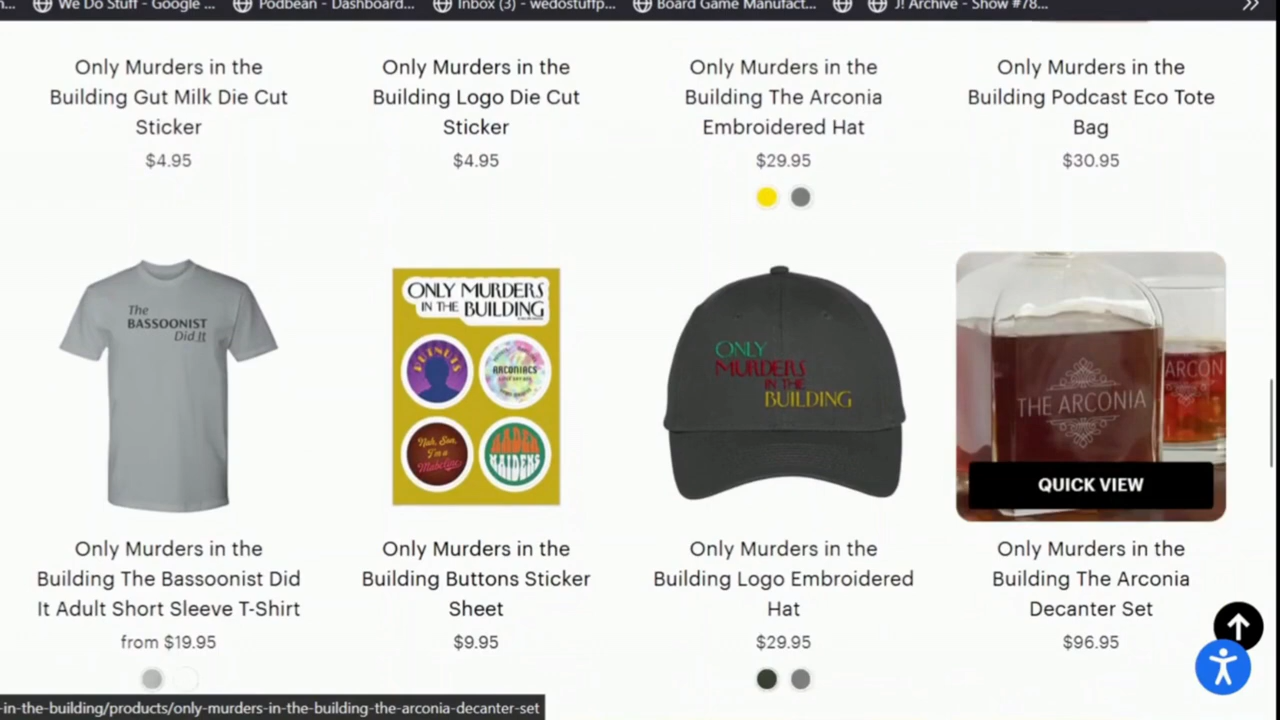 We Do Stuff - Google ...
Podbean - Dashboard...
Inbox (3) - wedostuffp...
Board Game Manufact...
J! Archive - Show #78...
Only Murders in the
Building Gut Milk Die Cut
Sticker
$4.95
Only Murders in the
Building Logo Die Cut
Sticker
$4.95
Only Murders in the
Building The Arconia
Embroidered Hat
$29.95
Only Murders in the
Building Podcast Eco Tote
Bag
$30.95
The
BASSOONIST
Did It
ONLY MURDERS
IN THE BUILDING
PUTNUTS
ARCONIACS
Nah, Son,
I'm a
Mabeline
MADER
MAIDENS
ONLY
MURDERS
IN THE
BUILDING
THE ARCONIA
ARCON
QUICK VIEW
Only Murders in the
Building The Bassoonist Did
It Adult Short Sleeve T-Shirt
from $19.95
Only Murders in the
Building Buttons Sticker
Sheet
$9.95
Only Murders in the
Building Logo Embroidered
Hat
$29.95
Only Murders in the
Building The Arconia
Decanter Set
$96.95
-in-the-building/products/only-murders-in-the-building-the-arconia-decanter-set